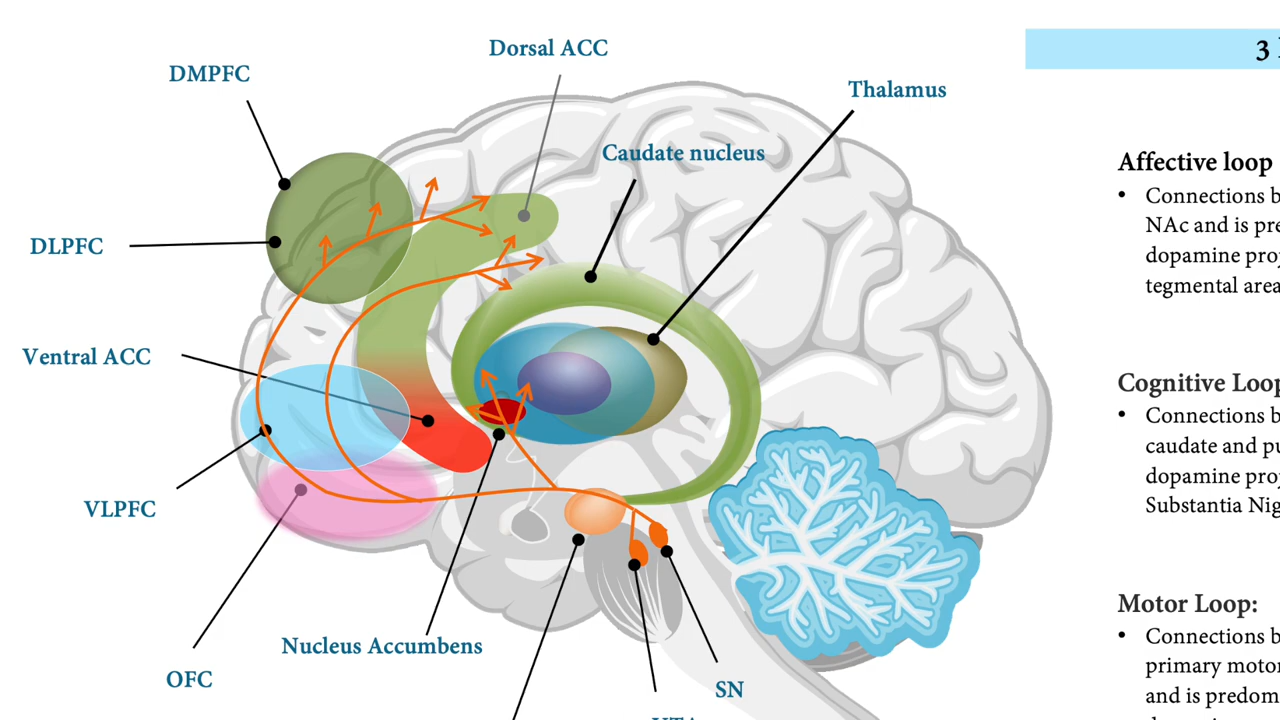 Dorsal ACC
DMPFC
Thalamus
Caudate nucleus
DLPFC
Ventral ACC
VLPFC
Nucleus Accumbens
OFC
SN
3
Affective loop
• Connections b
NAc and is pre
dopamine proj
tegmental area
Cognitive Loop
• Connections b
caudate and pu
dopamine proj
Substantia Nig
Motor Loop:
• Connections b
primary motor
and is predom